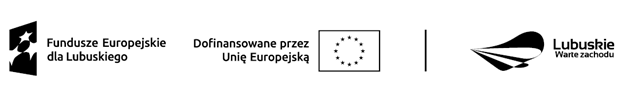 Fundusze Europejskie
dla Lubuskiego
Dofinansowane przez
Unię Europejską
Lubuskie
Warte zachodu